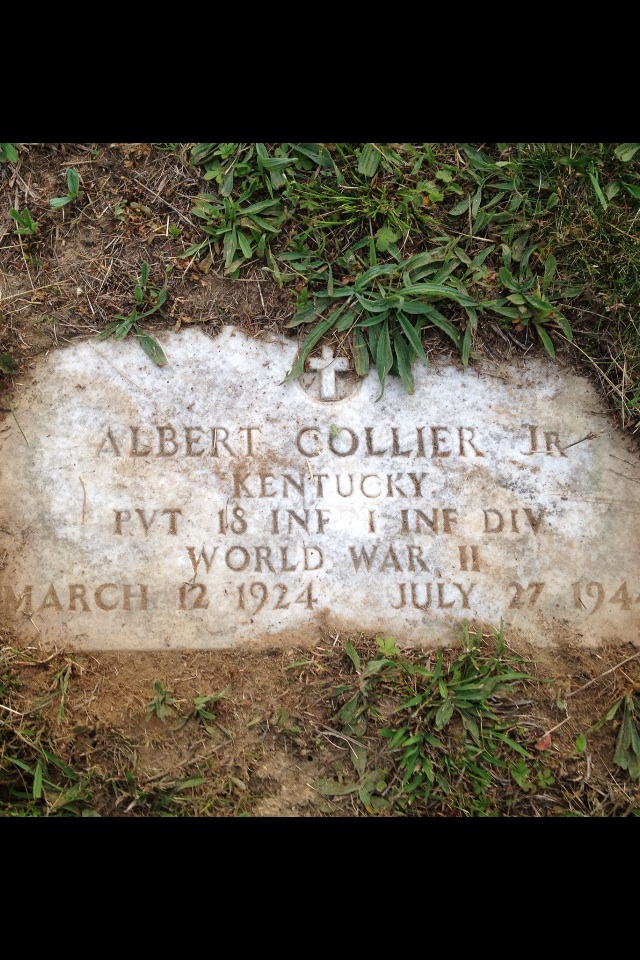 ALBERT COLLIER JR
KENTUCKY
PVT 18 INF 1 INF DIV
WORLD WAR II
MARCH 12 1924 JULY 27 1944